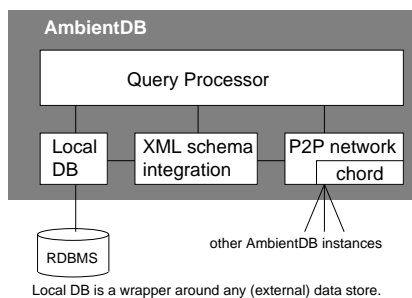 AmbientDB
Query Processor
Local
DB
XML schema
integration
P2P network
chord
RDBMS
other AmbientDB instances
Local DB is a wrapper around any (external) data store.